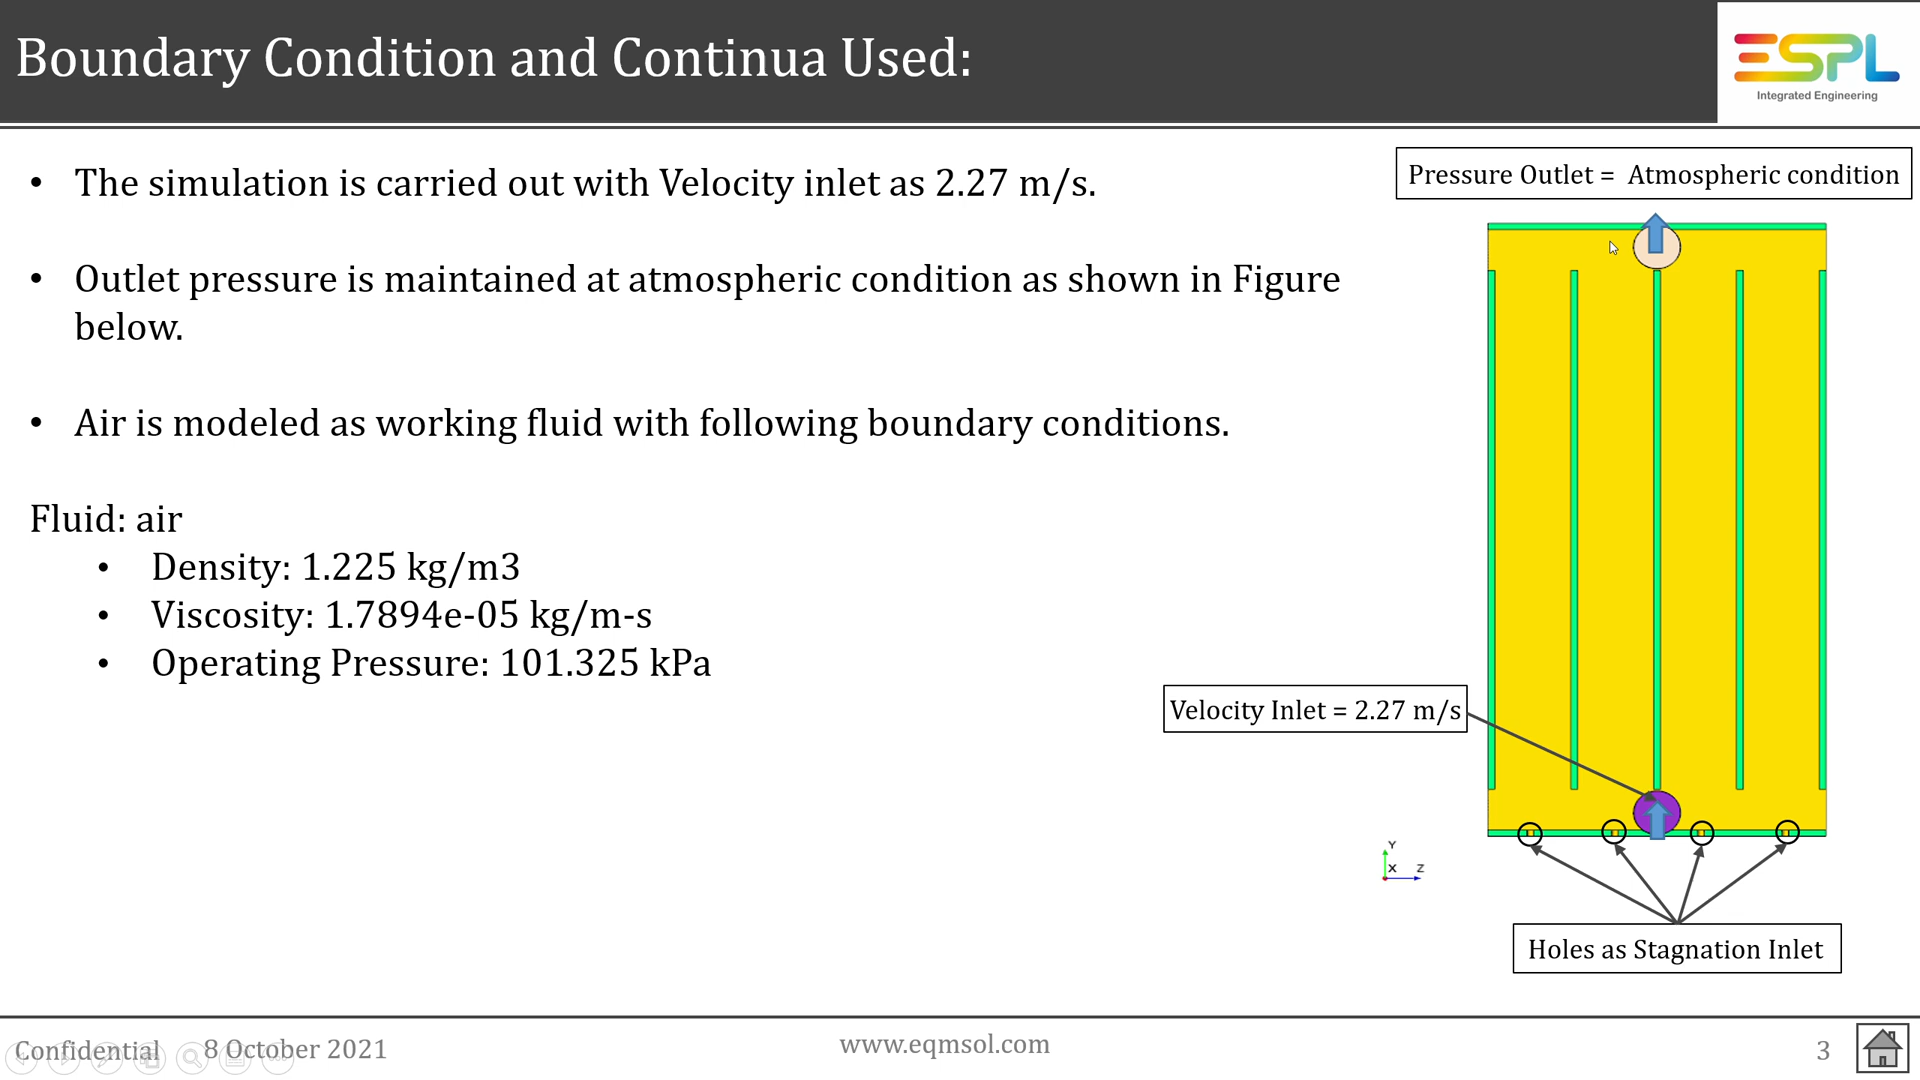 Boundary Condition and Continua Used:
ESPL
Integrated Engineering
• The simulation is carried out with Velocity inlet as 2.27 m/s.
• Outlet pressure is maintained at atmospheric condition as shown in Figure
below.
• Air is modeled as working fluid with following boundary conditions.
Fluid: air
• Density: 1.225 kg/m3
• Viscosity: 1.7894e-05 kg/m-s
• Operating Pressure: 101.325 kPa
Pressure Outlet = Atmospheric condition
Velocity Inlet = 2.27 m/s
Y
X Z
Holes as Stagnation Inlet
Confidential 8 October 2021
www.eqmsol.com
3